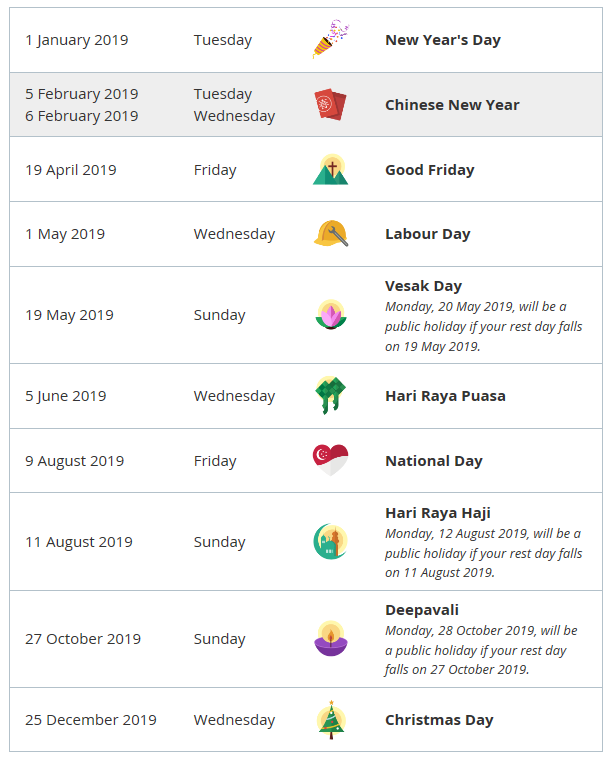 1 January 2019 Tuesday New Year's Day
5 February 2019 Tuesday
6 February 2019 Wednesday
Chinese New Year
19 April 2019 Friday Good Friday
1 May 2019 Wednesday Labour Day
19 May 2019 Sunday
Vesak Day
Monday, 20 May 2019, will be a
public holiday if your rest day falls
on 19 May 2019.
5 June 2019 Wednesday Hari Raya Puasa
9 August 2019 Friday National Day
11 August 2019 Sunday
Hari Raya Haji
Monday, 12 August 2019, will be a
public holiday if your rest day falls
on 11 August 2019.
27 October 2019 Sunday
Deepavali
Monday, 28 October 2019, will be
a public holiday if your rest day
falls on 27 October 2019.
25 December 2019 Wednesday Christmas Day